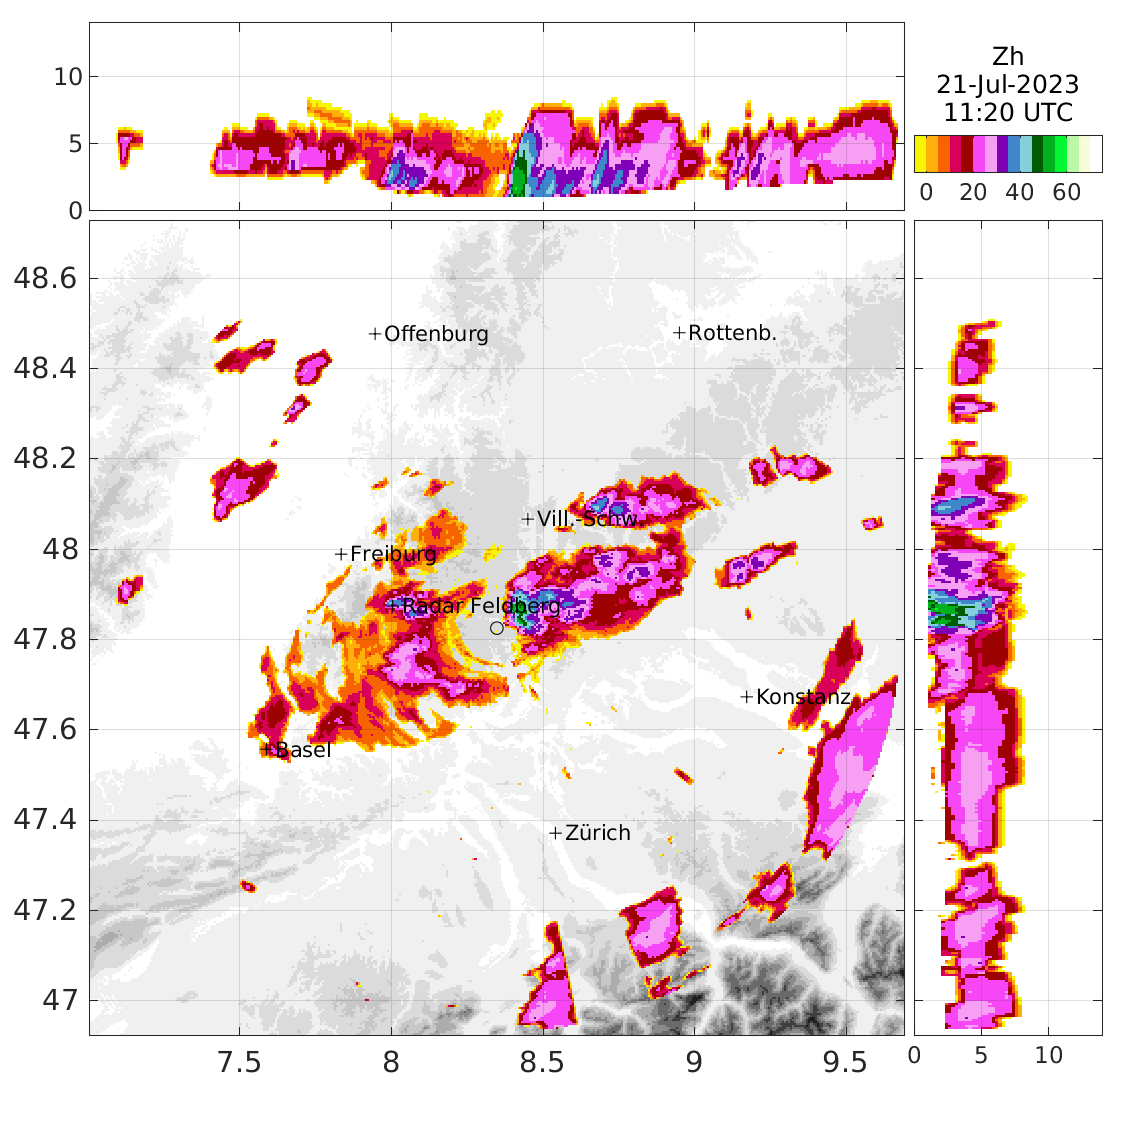 10
5
0
Zh
21-Jul-2023
11:20 UTC
0 20 40 60
48.6
48.4
48.2
48
47.8
47.6
47.4
47.2
47
+Offenburg
+Rottenb.
+Vill.-Schw.
+Freiburg
+Radar Feldberg
+Konstanz
+Basel
+Zürich
7.5 8 8.5 9 9.5
0 5 10